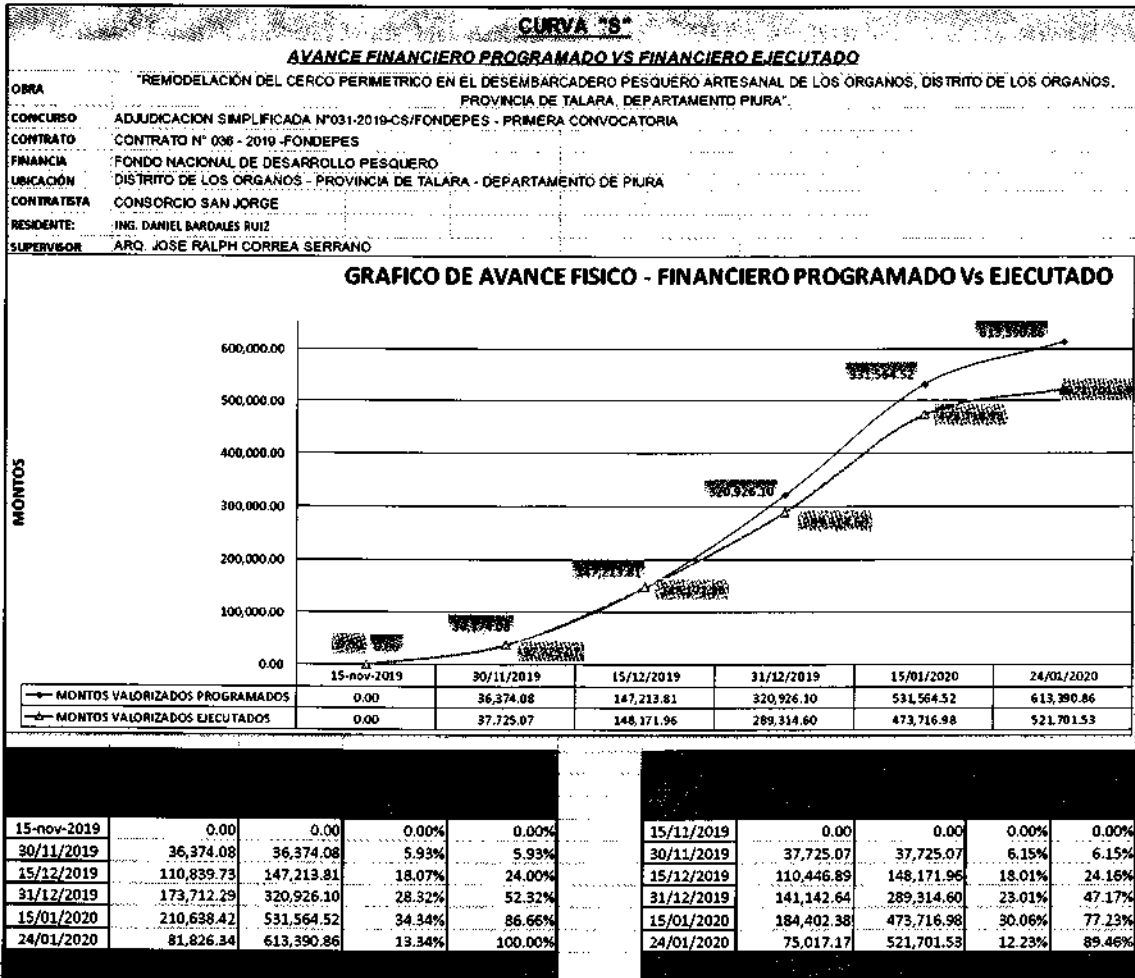 CURVA "S"
AVANCE FINANCIERO PROGRAMADO VS FINANCIERO EJECUTADO
OBRA "REMODELACIÓN DEL CERCO PERIMETRICO EN EL DESEMBARCADERO PESQUERO ARTESANAL DE LOS ORGANOS, DISTRITO DE LOS ORGANOS,
PROVINCIA DE TALARA, DEPARTAMENTO PIURA".
CONCURSO ADJUDICACION SIMPLIFICADA N°031-2019-CS/FONDEPES - PRIMERA CONVOCATORIA
CONTRATO CONTRATO N° 036 - 2019 -FONDEPES
FINANCIA FONDO NACIONAL DE DESARROLLO PESQUERO
UBICACIÓN DISTRITO DE LOS ORGANOS - PROVINCIA DE TALARA - DEPARTAMENTO DE PIURA
CONTRATISTA CONSORCIO SAN JORGE
RESIDENTE: ING. DANIEL BARDALES RUIZ
SUPERVISOR ARQ. JOSE RALPH CORREA SERRANO
GRAFICO DE AVANCE FISICO - FINANCIERO PROGRAMADO Vs EJECUTADO
MONTOS
600,000.00
500,000.00
400,000.00
300,000.00
200,000.00
100,000.00
0.00
320,926.10
15-nov-2019 30/11/2019 15/12/2019 31/12/2019 15/01/2020 24/01/2020
MONTOS VALORIZADOS PROGRAMADOS 0.00 36,374.08 147,213.81 320,926.10 531,564.52 613,390.86
MONTOS VALORIZADOS EJECUTADOS 0.00 37,725.07 148,171.96 289,314.60 473,716.98 521,701.53
15-nov-2019 0.00 0.00 0.00% 0.00%
30/11/2019 36,374.08 36,374.08 5.93% 5.93%
15/12/2019 110,839.73 147,213.81 18.07% 24.00%
31/12/2019 173,712.29 320,926.10 28.32% 52.32%
15/01/2020 210,638.42 531,564.52 34.34% 86.66%
24/01/2020 81,826.34 613,390.86 13.34% 100.00%
15/11/2019 0.00 0.00 0.00% 0.00%
30/11/2019 37,725.07 37,725.07 6.15% 6.15%
15/12/2019 110,446.89 148,171.96 18.01% 24.16%
31/12/2019 141,142.64 289,314.60 23.01% 47.17%
15/01/2020 184,402.38 473,716.98 30.06% 77.23%
24/01/2020 75,017.17 521,701.53 12.23% 89.46%